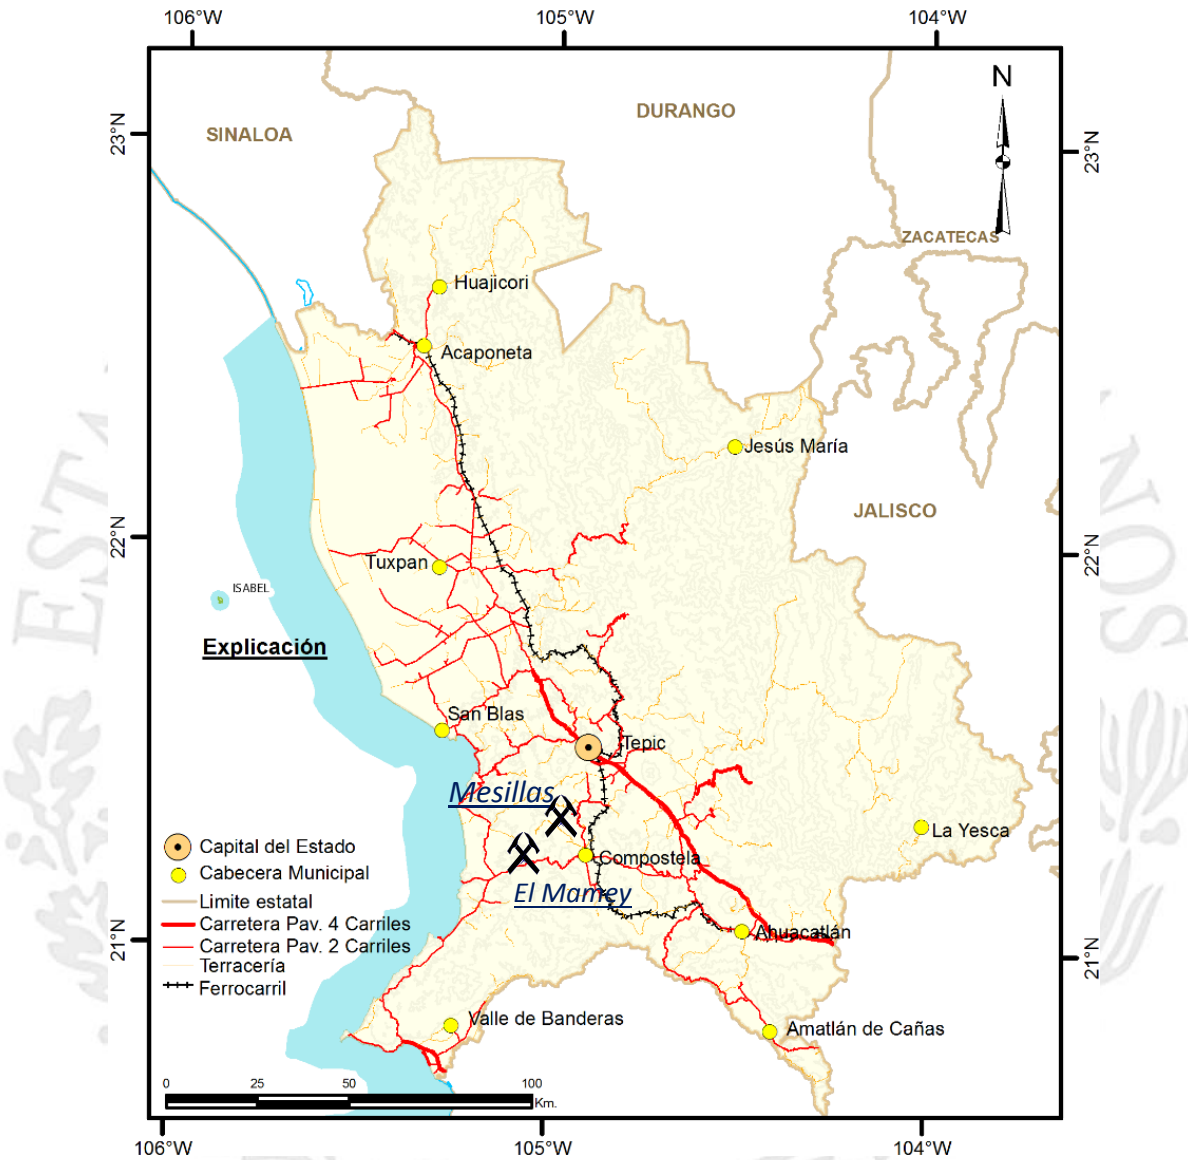 106°W 105°W 104°W
N
23°N
23°N
SINALOA
DURANGO
ZACATECAS
Huajicori
Acaponeta
Jesús María
JALISCO
22°N
22°N
Tuxpan
ISABEL
Explicación
San Blas
Tepic
Mesillas
La Yesca
Compostela
El Mamey
Capital del Estado
Cabecera Municipal
Limite estatal
Carretera Pav. 4 Carriles
Carretera Pav. 2 Carriles
Terracería
Ferrocarril
Ahuacatlán
21°N
21°N
Valle de Banderas
Amatlán de Cañas
0 25 50 100
Km.
106°W 105°W 104°W